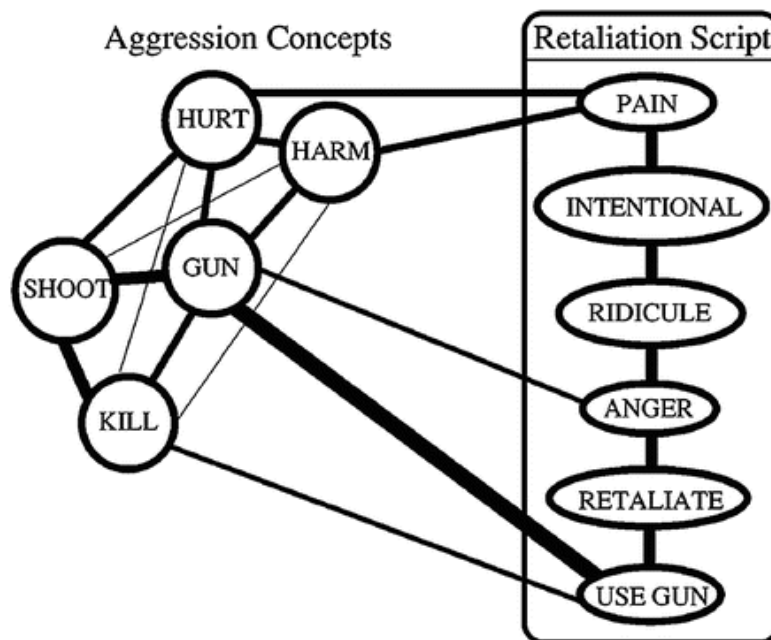 Aggression Concepts
Retaliation Script
HURT
HARM
GUN
SHOOT
KILL
PAIN
INTENTIONAL
RIDICULE
ANGER
RETALIATE
USE GUN